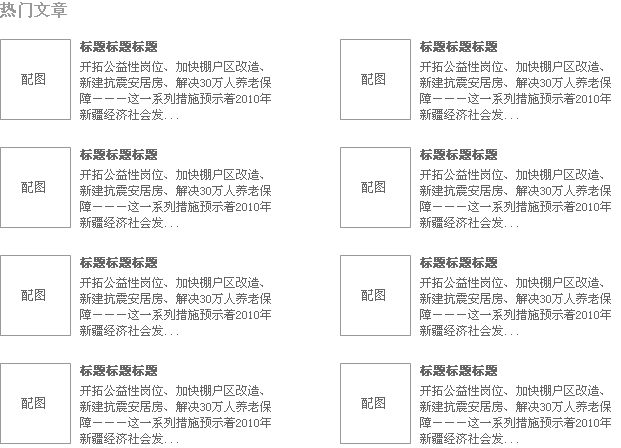 热门文章
配图
标题标题标题
开拓公益性岗位、加快棚户区改造、
新建抗震安居房、解决30万人养老保
障———这一系列措施预示着2010年
新疆经济社会发...
配图
标题标题标题
开拓公益性岗位、加快棚户区改造、
新建抗震安居房、解决30万人养老保
障———这一系列措施预示着2010年
新疆经济社会发...
配图
标题标题标题
开拓公益性岗位、加快棚户区改造、
新建抗震安居房、解决30万人养老保
障———这一系列措施预示着2010年
新疆经济社会发...
配图
标题标题标题
开拓公益性岗位、加快棚户区改造、
新建抗震安居房、解决30万人养老保
障———这一系列措施预示着2010年
新疆经济社会发...
配图
标题标题标题
开拓公益性岗位、加快棚户区改造、
新建抗震安居房、解决30万人养老保
障———这一系列措施预示着2010年
新疆经济社会发...
配图
标题标题标题
开拓公益性岗位、加快棚户区改造、
新建抗震安居房、解决30万人养老保
障———这一系列措施预示着2010年
新疆经济社会发...
配图
标题标题标题
开拓公益性岗位、加快棚户区改造、
新建抗震安居房、解决30万人养老保
障———这一系列措施预示着2010年
新疆经济社会发...
配图
标题标题标题
开拓公益性岗位、加快棚户区改造、
新建抗震安居房、解决30万人养老保
障———这一系列措施预示着2010年
新疆经济社会发...